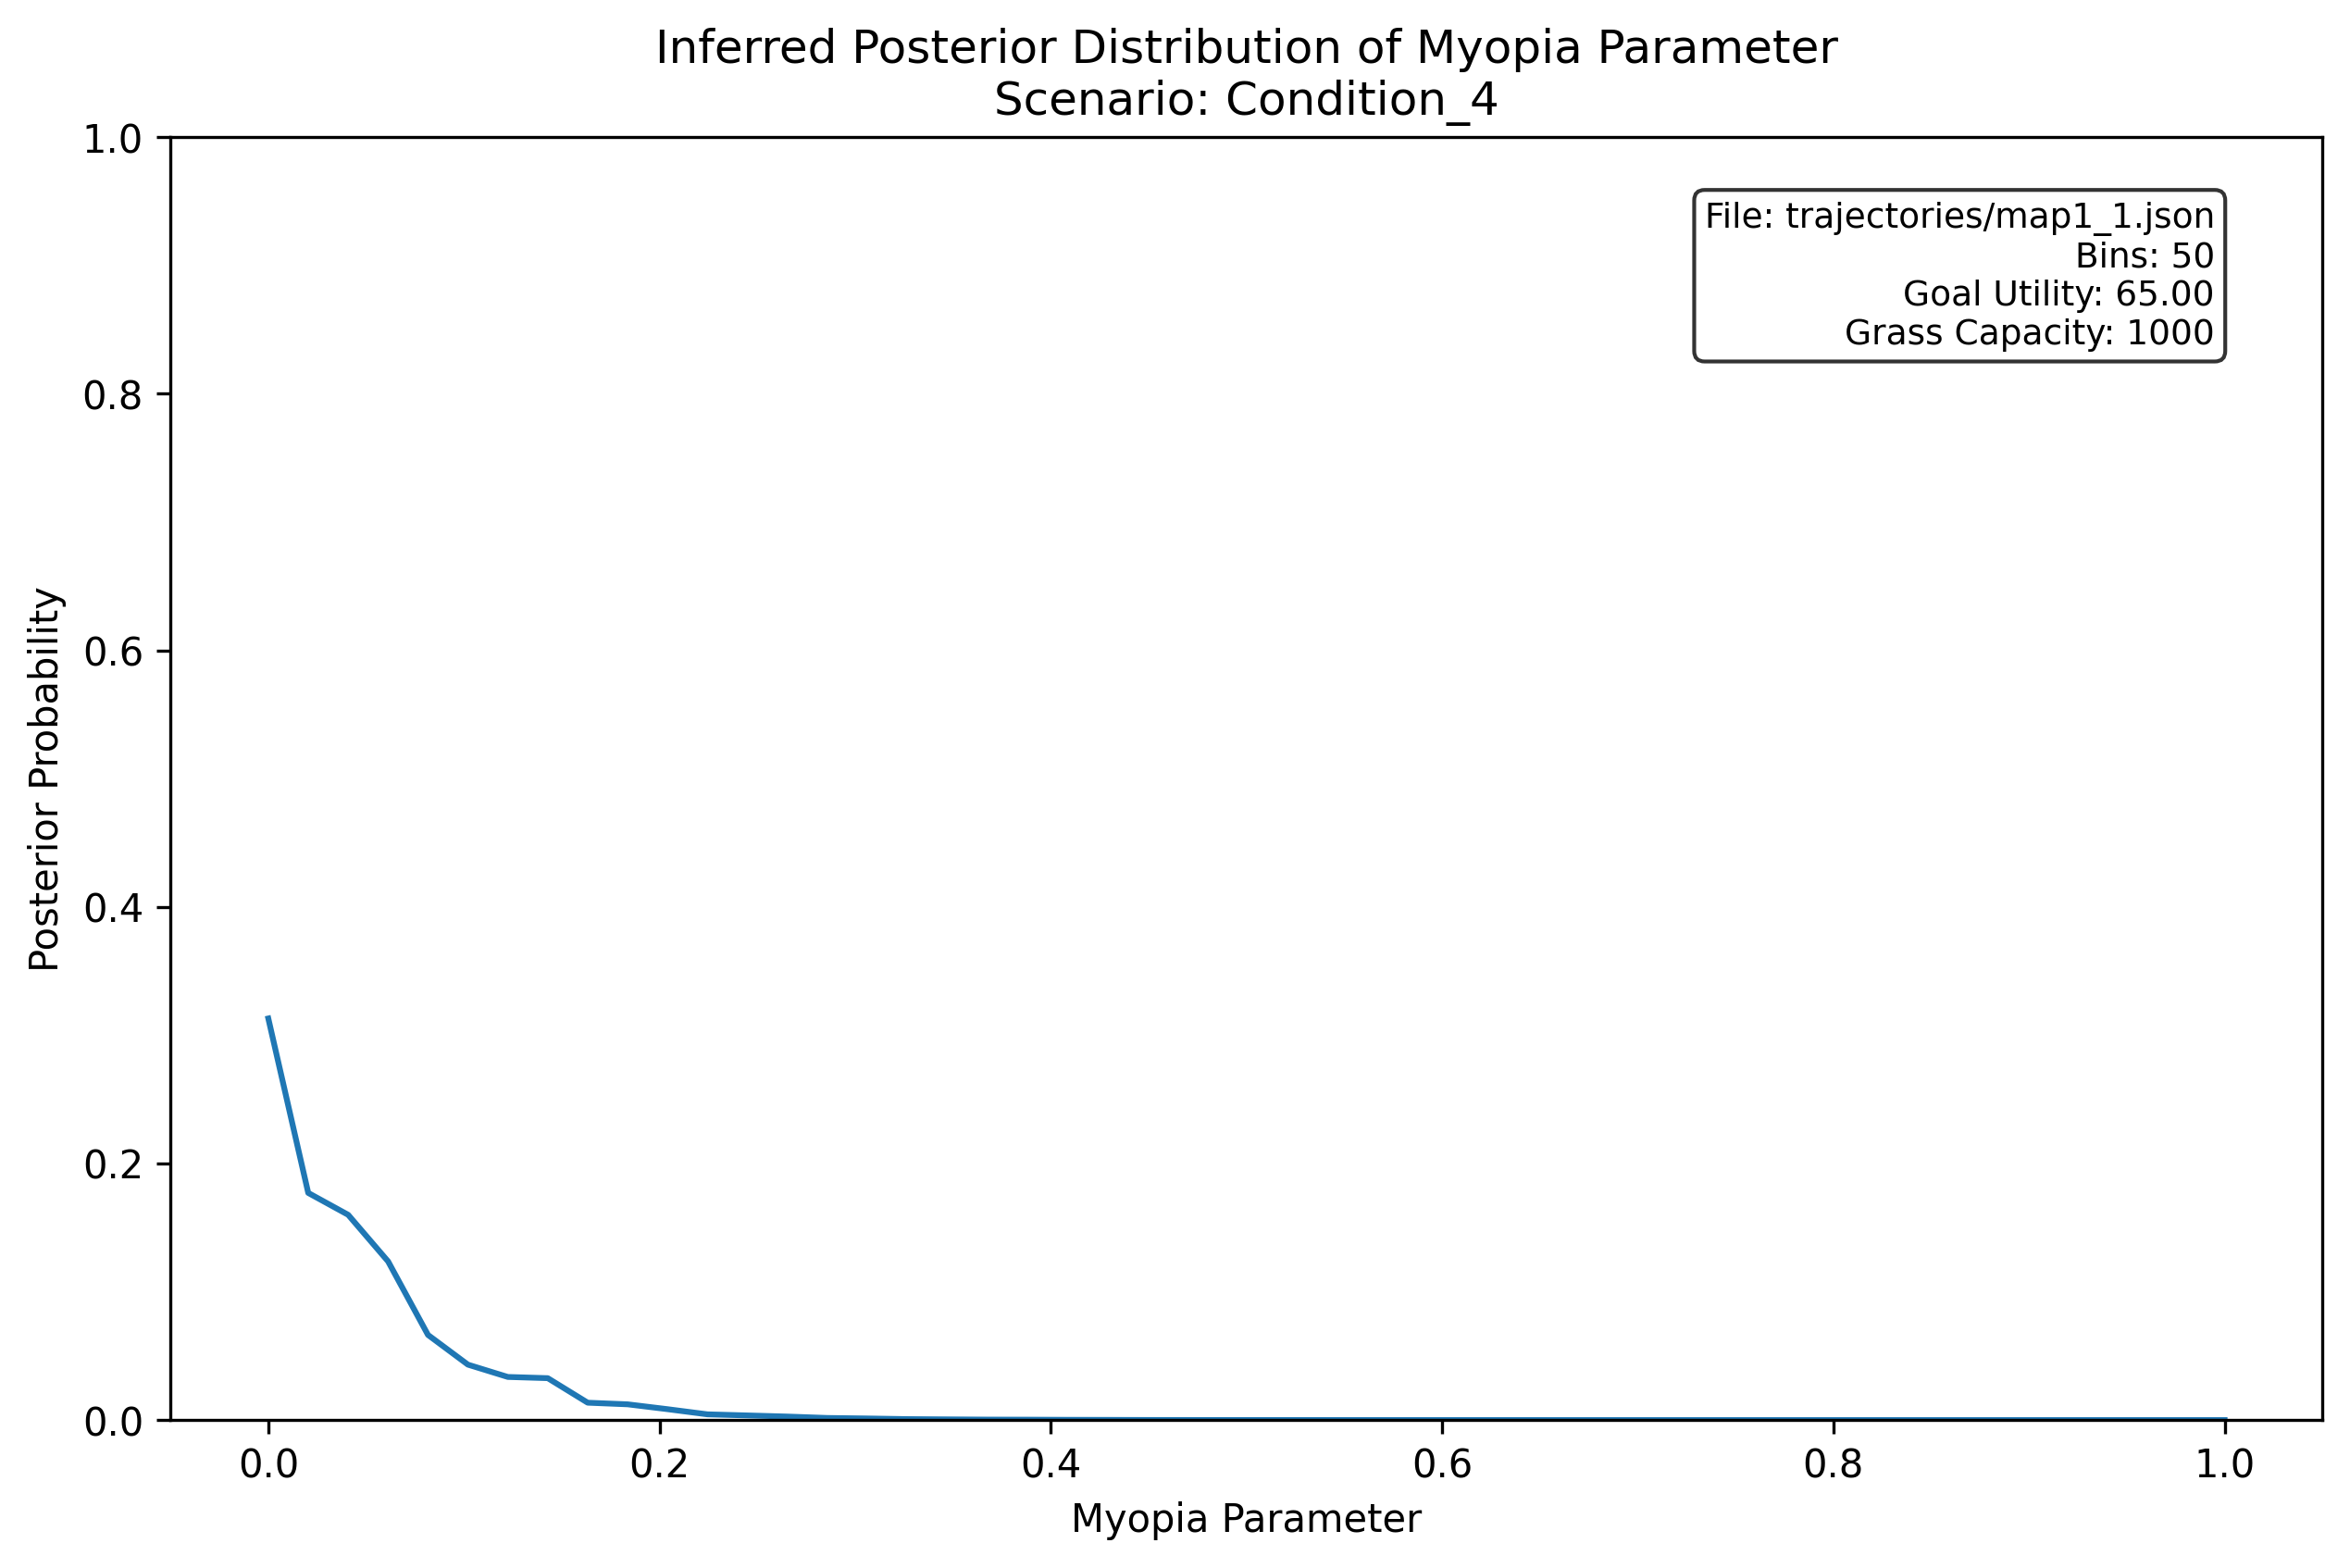 Inferred Posterior Distribution of Myopia Parameter
Scenario: Condition_4
File: trajectories/map1_1.json
Bins: 50
Goal Utility: 65.00
Grass Capacity: 1000
Posterior Probability
1.0
0.8
0.6
0.4
0.2
0.0
0.0 0.2 0.4 0.6 0.8 1.0
Myopia Parameter